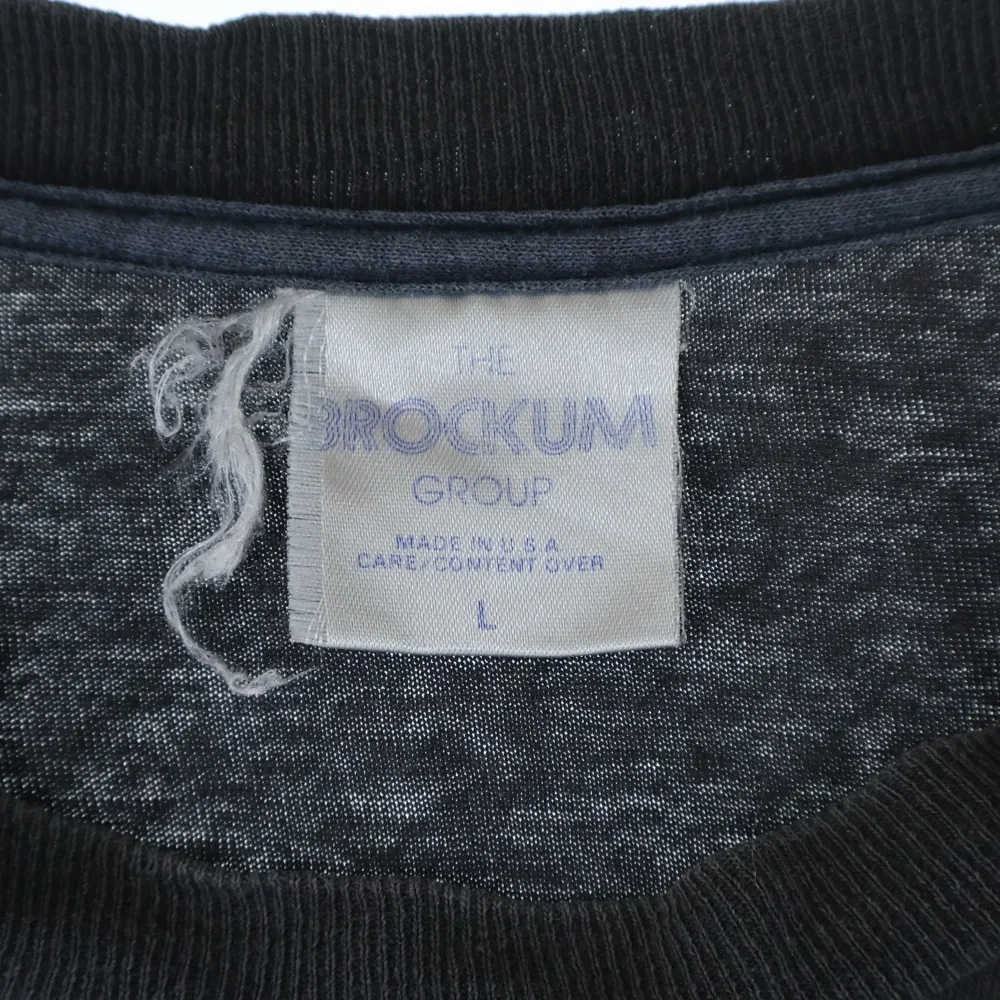 THE
BROCKUM
GROUP
MADE IN U.S.A.
CARE/CONTENT OVER
L